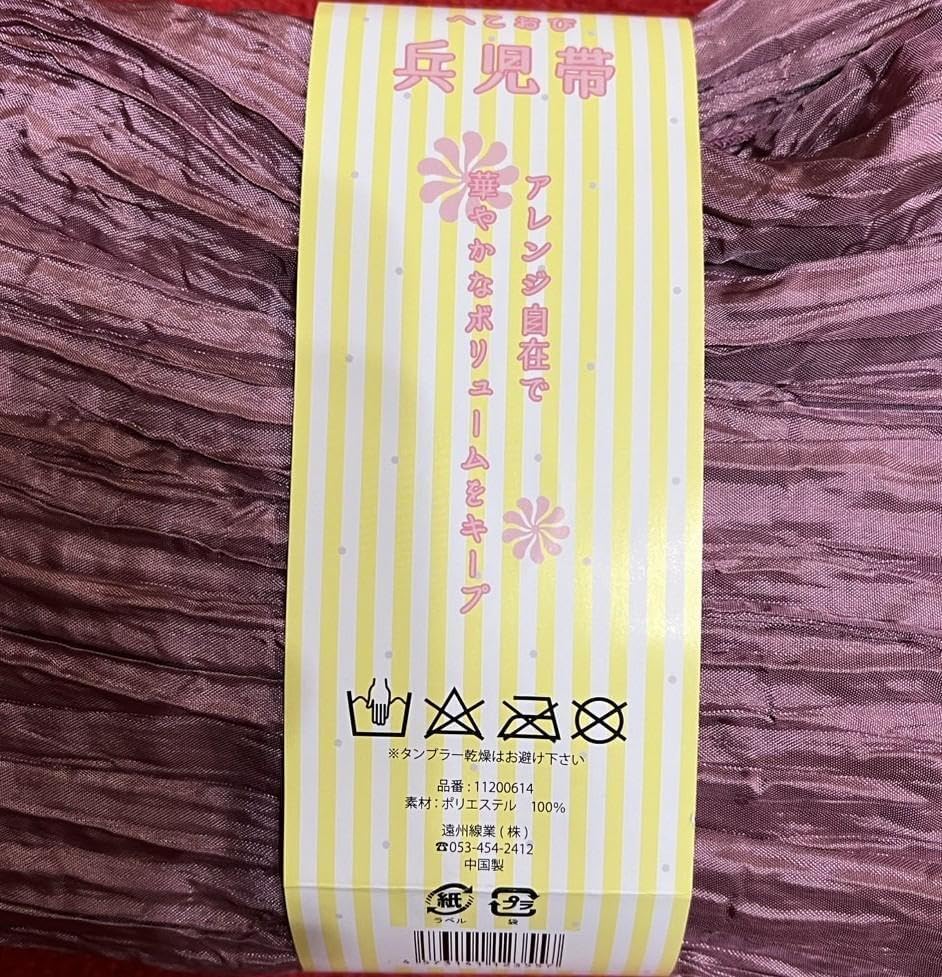 へこおび
兵児帯
アレンジ自在で
華やかなボリュームをキープ
※タンブラー乾燥はお避け下さい
品番:11200614
素材:ポリエステル 100%
遠州線業(株)
☎053-454-2412
中国製
紙
プラ
ラベル
袋